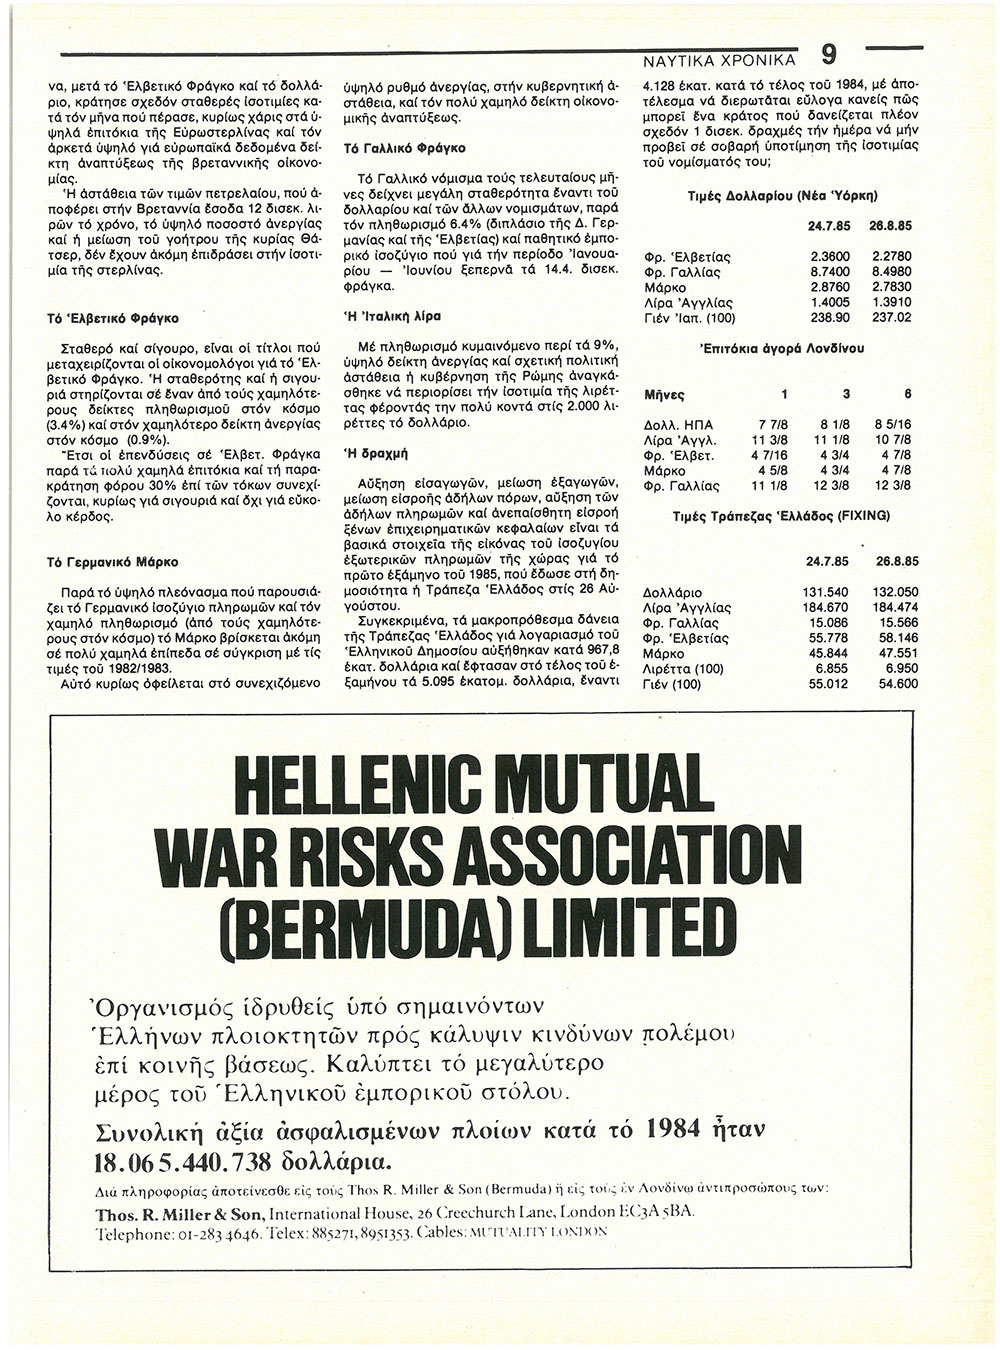 ΝΑΥΤΙΚΑ ΧΡΟΝΙΚΑ 9
να, μετά τό Ἑλβετικό Φράγκο καί τό δολλά-
ριο, κράτησε σχεδόν σταθερές ἰσοτιμίες κα-
τά τόν μῆνα πού πέρασε, κυρίως χάρις στά ὑ-
ψηλά ἐπιτόκια τῆς Εὐρωστερλίνας καί τόν
ἀρκετά ὑψηλό γιά εὐρωπαϊκά δεδομένα δεί-
κτη ἀναπτύξεως τῆς βρεταννικῆς οἰκονο-
μίας.
Ἡ ἀστάθεια τῶν τιμῶν πετρελαίου, πού ἀ-
ποφέρει στήν Βρεταννία ἔσοδα 12 δισεκ. λι-
ρῶν τό χρόνο, τό ὑψηλό ποσοστό ἀνεργίας
καί ἡ μείωση τοῦ γοήτρου τῆς κυρίας Θά-
τσερ, δέν ἔχουν ἀκόμη ἐπιδράσει στήν ἰσοτι-
μία τῆς στερλίνας.
Τό Ἑλβετικό Φράγκο
Σταθερό καί σίγουρο, εἶναι οἱ τίτλοι πού
μεταχειρίζονται οἱ οἰκονομολόγοι γιά τό Ἑλ-
βετικό Φράγκο. Ἡ σταθερότης καί ἡ σιγου-
ριά στηρίζονται σέ ἕναν ἀπό τούς χαμηλότε-
ρους δείκτες πληθωρισμοῦ στόν κόσμο
(3.4%) καί στόν χαμηλότερο δείκτη ἀνεργίας
στόν κόσμο (0.9%).
Ἔτσι οἱ ἐπενδύσεις σέ Ἑλβετ. Φράγκα
παρά τά πολύ χαμηλά ἐπιτόκια καί τή παρα-
κράτηση φόρου 30% ἐπί τῶν τόκων συνεχί-
ζονται, κυρίως γιά σιγουριά καί ὄχι γιά εὔκο-
λο κέρδος.
Τό Γερμανικό Μάρκο
Παρά τό ὑψηλό πλεόνασμα πού παρουσιά-
ζει τό Γερμανικό ἰσοζύγιο πληρωμῶν καί τόν
χαμηλό πληθωρισμό (ἀπό τούς χαμηλότε-
ρους στόν κόσμο) τό Μάρκο βρίσκεται ἀκόμη
σέ πολύ χαμηλά ἐπίπεδα σέ σύγκριση μέ τίς
τιμές τοῦ 1982/1983.
Αὐτό κυρίως ὀφείλεται στό συνεχιζόμενο
ὑψηλό ρυθμό ἀνεργίας, στήν κυβερνητική ἀ-
στάθεια, καί τόν πολύ χαμηλό δείκτη οἰκονο-
μικῆς ἀναπτύξεως.
Τό Γαλλικό Φράγκο
Τό Γαλλικό νόμισμα τούς τελευταίους μῆ-
νες δείχνει μεγάλη σταθερότητα ἔναντι τοῦ
δολλαρίου καί τῶν ἄλλων νομισμάτων, παρά
τόν πληθωρισμό 6.4% (διπλάσιο τῆς Δ. Γερ-
μανίας καί τῆς Ἑλβετίας) καί παθητικό ἐμπο-
ρικό ἰσοζύγιο πού γιά τήν περίοδο Ἰανουα-
ρίου — Ἰουνίου ξεπερνᾶ τά 14.4. δισεκ.
φράγκα.
Ἡ Ἰταλική λίρα
Μέ πληθωρισμό κυμαινόμενο περί τά 9%,
ὑψηλό δείκτη ἀνεργίας καί σχετική πολιτική
ἀστάθεια ἡ κυβέρνηση τῆς Ρώμης ἀναγκά-
σθηκε νά περιορίσει τήν ἰσοτιμία τῆς λιρέτ-
τας φέροντάς την πολύ κοντά στίς 2.000 λι-
ρέττες τό δολλάριο.
Ἡ δραχμή
Αὔξηση εἰσαγωγῶν, μείωση ἐξαγωγῶν,
μείωση εἰσροῆς ἀδήλων πόρων, αὔξηση τῶν
ἀδήλων πληρωμῶν καί ἀνεπαίσθητη εἰσροή
ξένων ἐπιχειρηματικῶν κεφαλαίων εἶναι τά
βασικά στοιχεῖα τῆς εἰκόνας τοῦ ἰσοζυγίου
ἐξωτερικῶν πληρωμῶν τῆς χώρας γιά τό
πρῶτο ἑξάμηνο τοῦ 1985, πού ἔδωσε στή δη-
μοσιότητα ἡ Τράπεζα Ἑλλάδος στίς 26 Αὐ-
γούστου.
Συγκεκριμένα, τά μακροπρόθεσμα δάνεια
τῆς Τράπεζας Ἑλλάδος γιά λογαριασμό τοῦ
Ἑλληνικοῦ Δημοσίου αὐξήθηκαν κατά 967,8
ἑκατ. δολλάρια καί ἔφτασαν στό τέλος τοῦ ἑ-
ξαμήνου τά 5.095 ἑκατομ. δολλάρια, ἔναντι
4.128 ἑκατ. κατά τό τέλος τοῦ 1984, μέ ἀπο-
τέλεσμα νά διερωτᾶται εὔλογα κανείς πῶς
μπορεῖ ἕνα κράτος πού δανείζεται πλέον
σχεδόν 1 δισεκ. δραχμές τήν ἡμέρα νά μήν
προβεῖ σέ σοβαρή ὑποτίμηση τῆς ἰσοτιμίας
τοῦ νομίσματός του;
Τιμές Δολλαρίου (Νέα Ὑόρκη)
24.7.85 26.8.85
Φρ. Ἑλβετίας 2.3600 2.2780
Φρ. Γαλλίας 8.7400 8.4980
Μάρκο 2.8760 2.7830
Λίρα Ἀγγλίας 1.4005 1.3910
Γιέν Ἰαπ. (100) 238.90 237.02
Ἐπιτόκια ἀγορά Λονδίνου
Μῆνες 1 3 6
Δολλ. ΗΠΑ 7 7/8 8 1/8 8 5/16
Λίρα Ἀγγλ. 11 3/8 11 1/8 10 7/8
Φρ. Ἑλβετ. 4 7/16 4 3/4 4 7/8
Μάρκο 4 5/8 4 3/4 4 7/8
Φρ. Γαλλίας 11 1/8 12 3/8 12 3/8
Τιμές Τράπεζας Ἑλλάδος (FIXING)
24.7.85 26.8.85
Δολλάριο 131.540 132.050
Λίρα Ἀγγλίας 184.670 184.474
Φρ. Γαλλίας 15.086 15.566
Φρ. Ἑλβετίας 55.778 58.146
Μάρκο 45.844 47.551
Λιρέττα (100) 6.855 6.950
Γιέν (100) 55.012 54.600
HELLENIC MUTUAL
WAR RISKS ASSOCIATION
(BERMUDA) LIMITED
Ὀργανισμός ἱδρυθείς ὑπό σημαινόντων
Ἑλλήνων πλοιοκτητῶν πρός κάλυψιν κινδύνων πολέμου
ἐπί κοινῆς βάσεως. Καλύπτει τό μεγαλύτερο
μέρος τοῦ Ἑλληνικοῦ ἐμπορικοῦ στόλου.
Συνολική ἀξία ἀσφαλισμένων πλοίων κατά τό 1984 ἦταν
18.065.440.738 δολλάρια.
Διά πληροφορίας ἀποτείνεσθε εἰς τούς Thos R. Miller & Son (Bermuda) ἤ εἰς τούς ἐν Λονδίνω ἀντιπροσώπους των:
Thos. R. Miller & Son, International House, 26 Creechurch Lane, London EC3A 5BA.
Telephone: 01-283 4646. Telex: 885271, 8951353. Cables: MUTUALITY LONDON